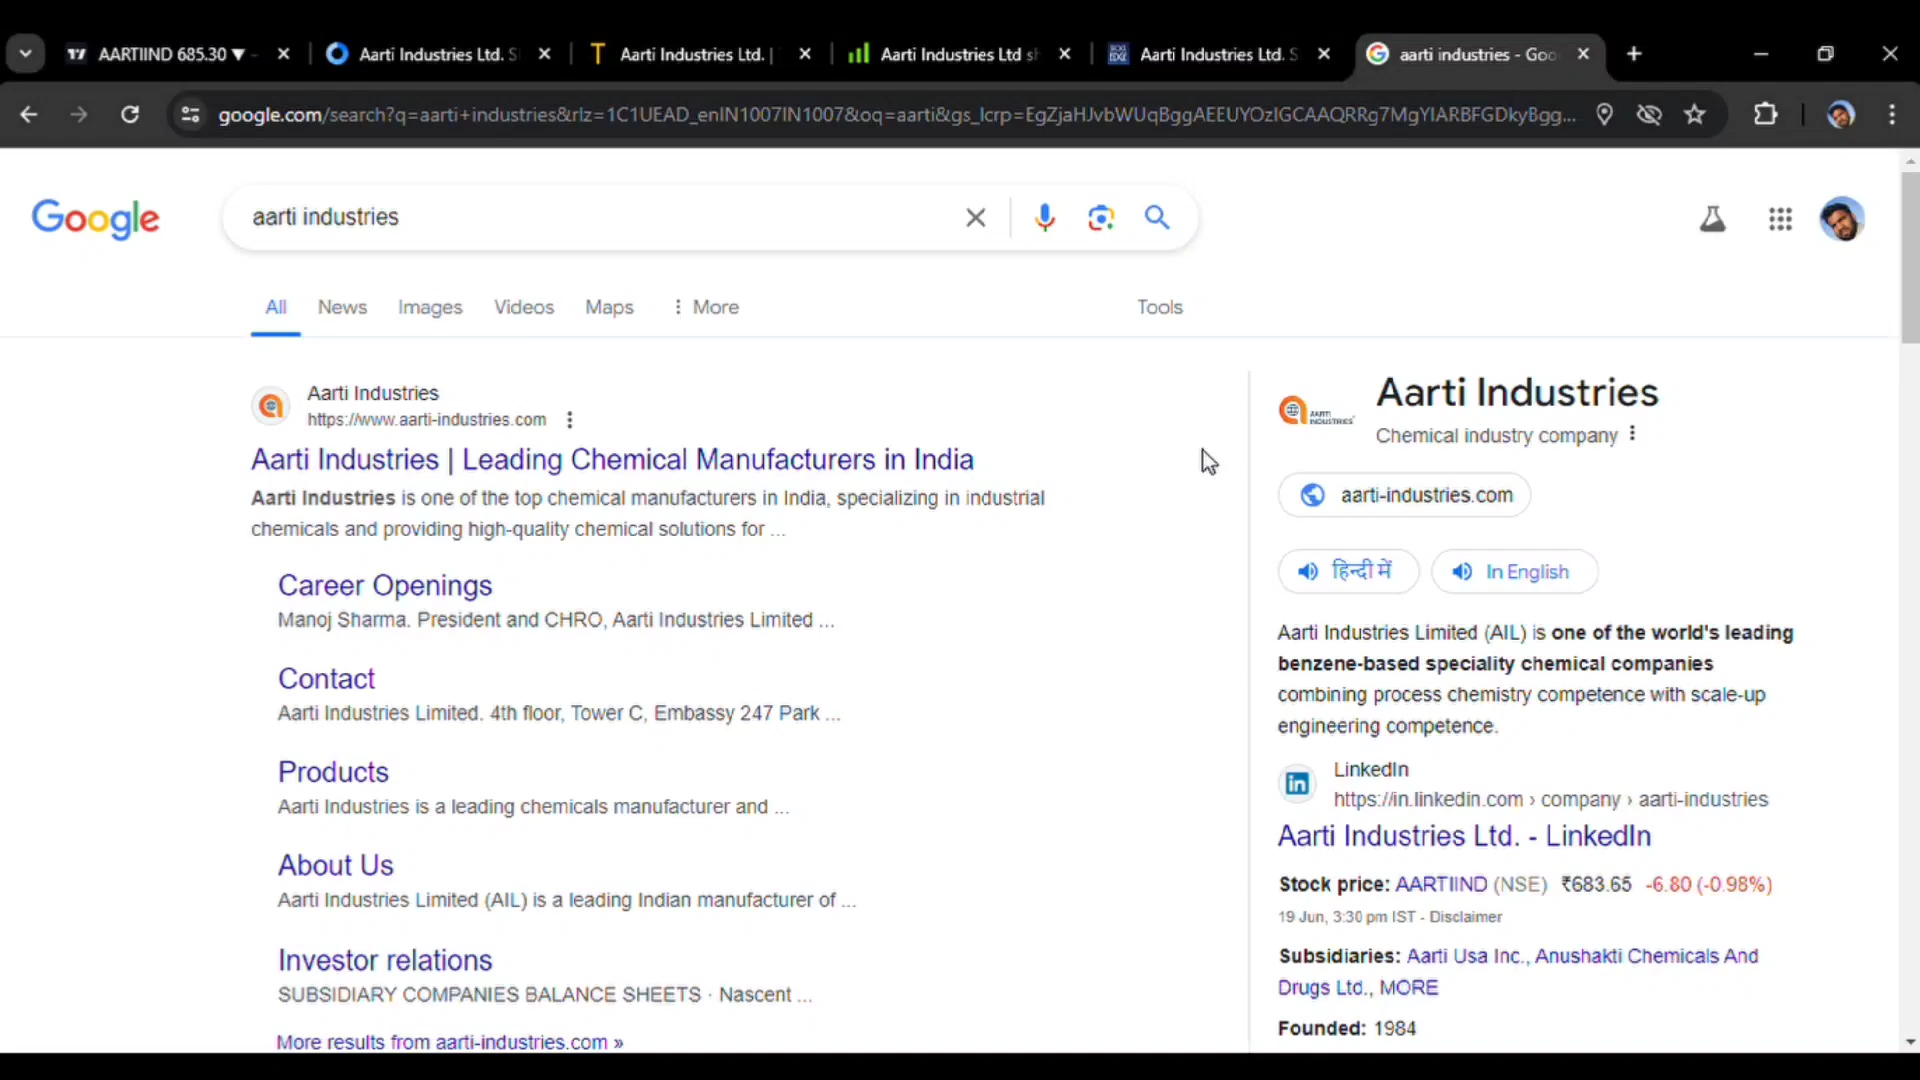 AARTIIND 685.30 ▼
Aarti Industries Ltd. S
Aarti Industries Ltd. |
Aarti Industries Ltd sh
Aarti Industries Ltd. S
aarti industries - Goo
google.com/search?q=aarti+industries&rlz=1C1UEAD_enIN1007IN1007&oq=aarti&gs_lcrp=EgZjaHJvbWUqBggAEEUYOzIGCAAQRRg7MgYIARBFGDkyBgg...
Google
aarti industries
All
News
Images
Videos
Maps
More
Tools
Aarti Industries
https://www.aarti-industries.com
Aarti Industries | Leading Chemical Manufacturers in India
Aarti Industries is one of the top chemical manufacturers in India, specializing in industrial
chemicals and providing high-quality chemical solutions for ...
Career Openings
Manoj Sharma. President and CHRO, Aarti Industries Limited ...
Contact
Aarti Industries Limited. 4th floor, Tower C, Embassy 247 Park ...
Products
Aarti Industries is a leading chemicals manufacturer and ...
About Us
Aarti Industries Limited (AIL) is a leading Indian manufacturer of ...
Investor relations
SUBSIDIARY COMPANIES BALANCE SHEETS · Nascent ...
More results from aarti-industries.com »
AARTI
INDUSTRIES
Aarti Industries
Chemical industry company
aarti-industries.com
हिन्दी में
In English
Aarti Industries Limited (AIL) is one of the world's leading
benzene-based speciality chemical companies
combining process chemistry competence with scale-up
engineering competence.
LinkedIn
https://in.linkedin.com › company › aarti-industries
Aarti Industries Ltd. - LinkedIn
Stock price: AARTIIND (NSE) ₹683.65 -6.80 (-0.98%)
19 Jun, 3:30 pm IST - Disclaimer
Subsidiaries: Aarti Usa Inc., Anushakti Chemicals And
Drugs Ltd., MORE
Founded: 1984